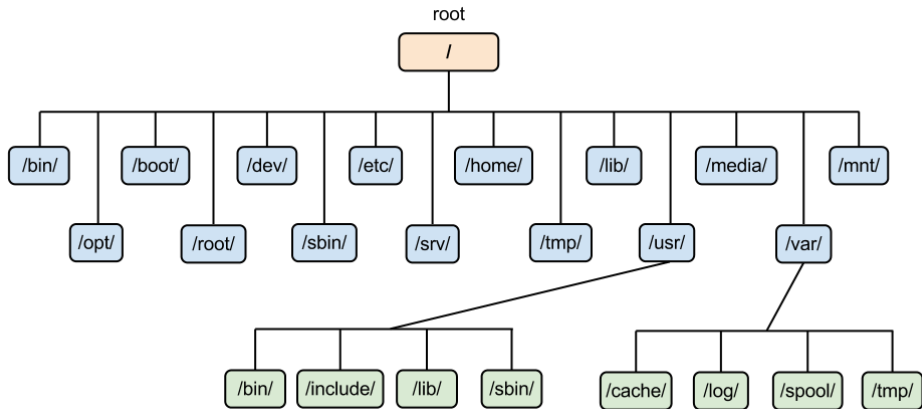 root
/
/bin/ /boot/ /dev/ /etc/ /home/ /lib/ /media/ /mnt/
/opt/ /root/ /sbin/ /srv/ /tmp/ /usr/ /var/
/bin/ /include/ /lib/ /sbin/ /cache/ /log/ /spool/ /tmp/